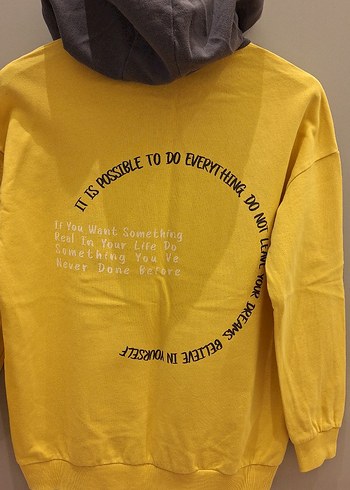 IT IS POSSIBLE TO DO EVERYTHING, DO NOT LEAVE YOUR DREAMS, BELIEVE IN YOURSELF
If You Want Something
Real In Your Life Do
Something You've
Never Done Before